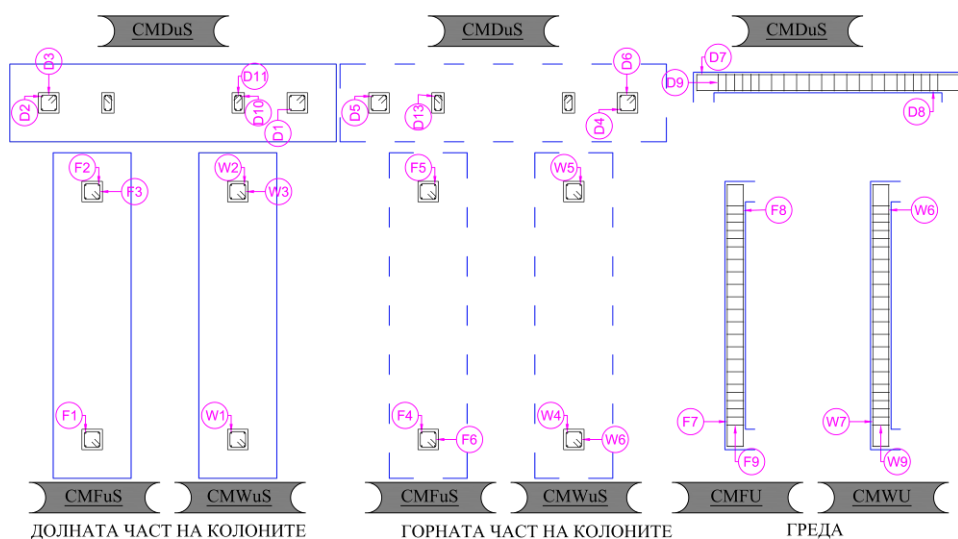 CMDuS
CMDuS
CMDuS
D3
D11
D6
D7
D9
D2
D10
D1
D5
D13
D4
D8
F2
F3
W2
W3
F5
W5
F8
W6
F1
W1
F4
F6
W4
W6
F7
F9
W7
W9
CMFuS
CMWuS
CMFuS
CMWuS
CMFU
CMWU
ДОЛНАТА ЧАСТ НА КОЛОНИТЕ
ГОРНАТА ЧАСТ НА КОЛОНИТЕ
ГРЕДА